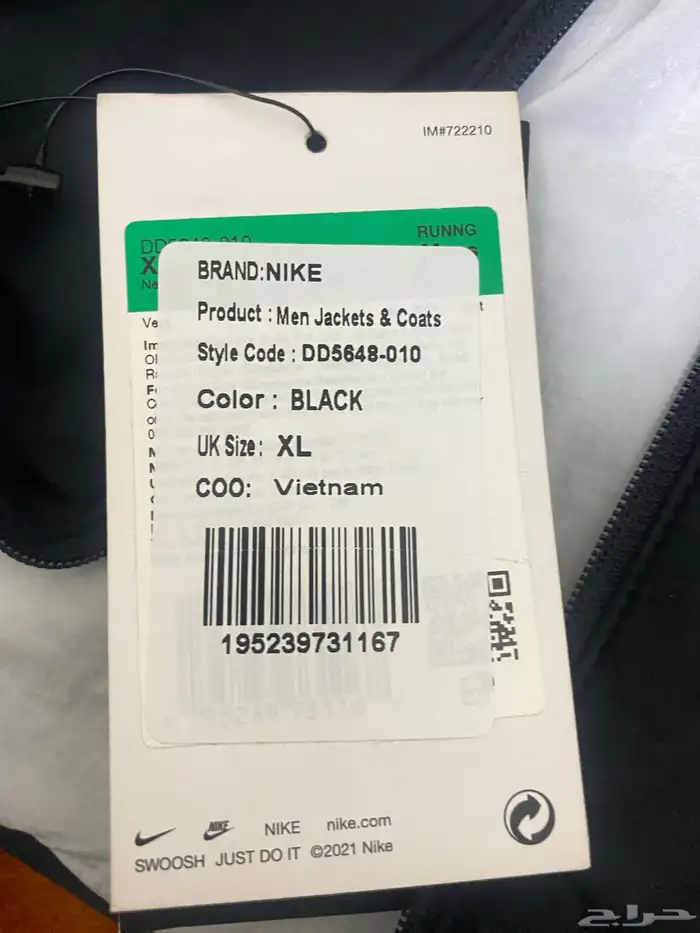 IM#722210
RUNNG
BRAND:NIKE
Product : Men Jackets & Coats
Style Code : DD5648-010
Color : BLACK
UK Size: XL
COO: Vietnam
195239731167
NIKE NIKE nike.com
SWOOSH JUST DO IT ©2021 Nike
حراج